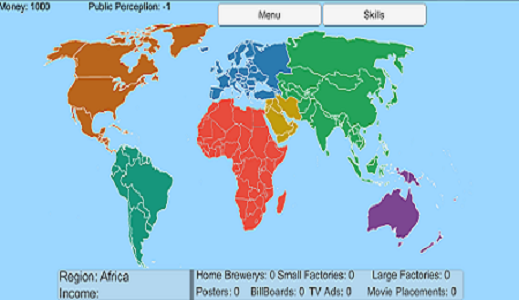 Money: 1000 Public Perception: -1
Menu Skills
Region: Africa
Income:
Home Brewerys: 0 Small Factories: 0 Large Factories: 0
Posters: 0 BillBoards: 0 TV Ads: 0 Movie Placements: 0